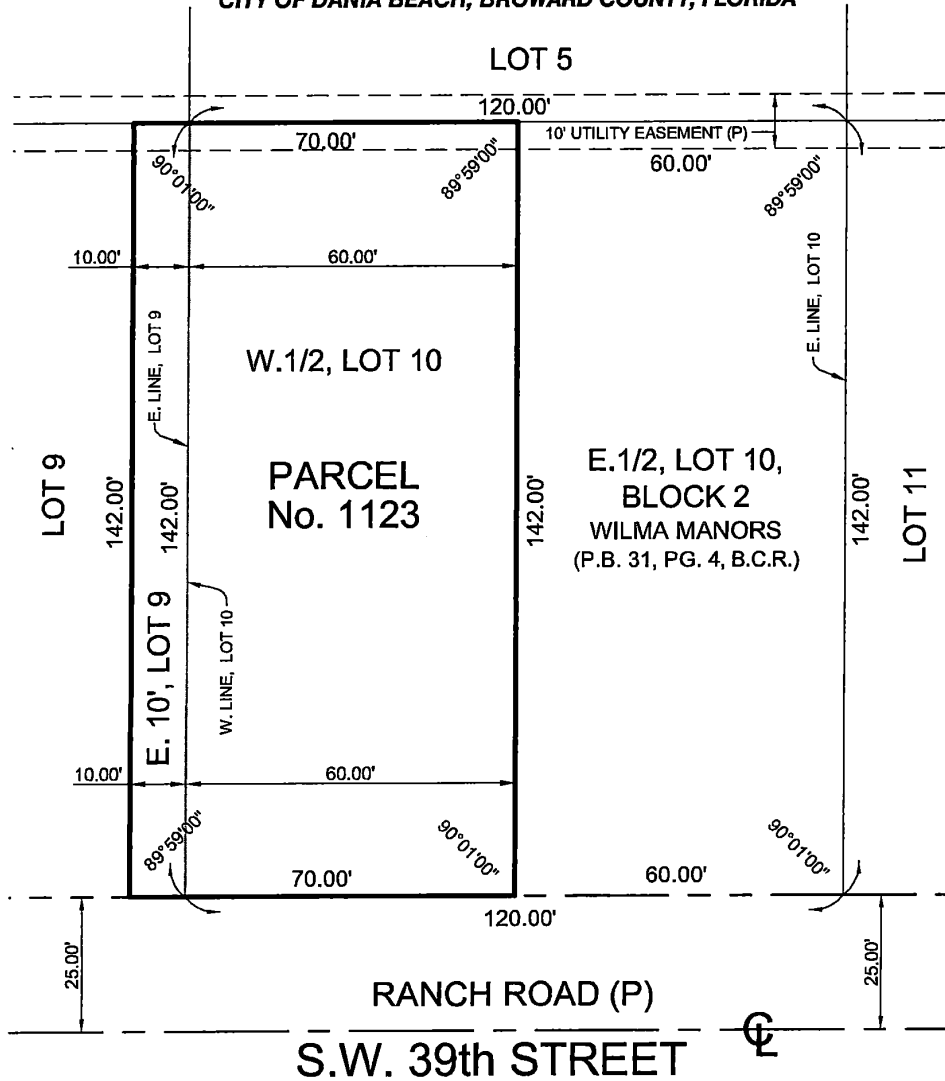 CITY OF DANIA BEACH, BROWARD COUNTY, FLORIDA
LOT 5
120.00'
70.00'
10' UTILITY EASEMENT (P)
60.00'
90°01'00"
89°59'00"
89°59'00"
10.00'
60.00'
E. LINE, LOT 9
E. LINE, LOT 10
W.1/2, LOT 10
LOT 9
142.00'
142.00'
PARCEL
No. 1123
142.00'
E.1/2, LOT 10,
BLOCK 2
WILMA MANORS
(P.B. 31, PG. 4, B.C.R.)
142.00'
LOT 11
E. 10', LOT 9
W. LINE, LOT 10
10.00'
60.00'
89°59'00"
90°01'00"
90°01'00"
70.00'
60.00'
120.00'
25.00'
25.00'
RANCH ROAD (P)
CL
S.W. 39th STREET